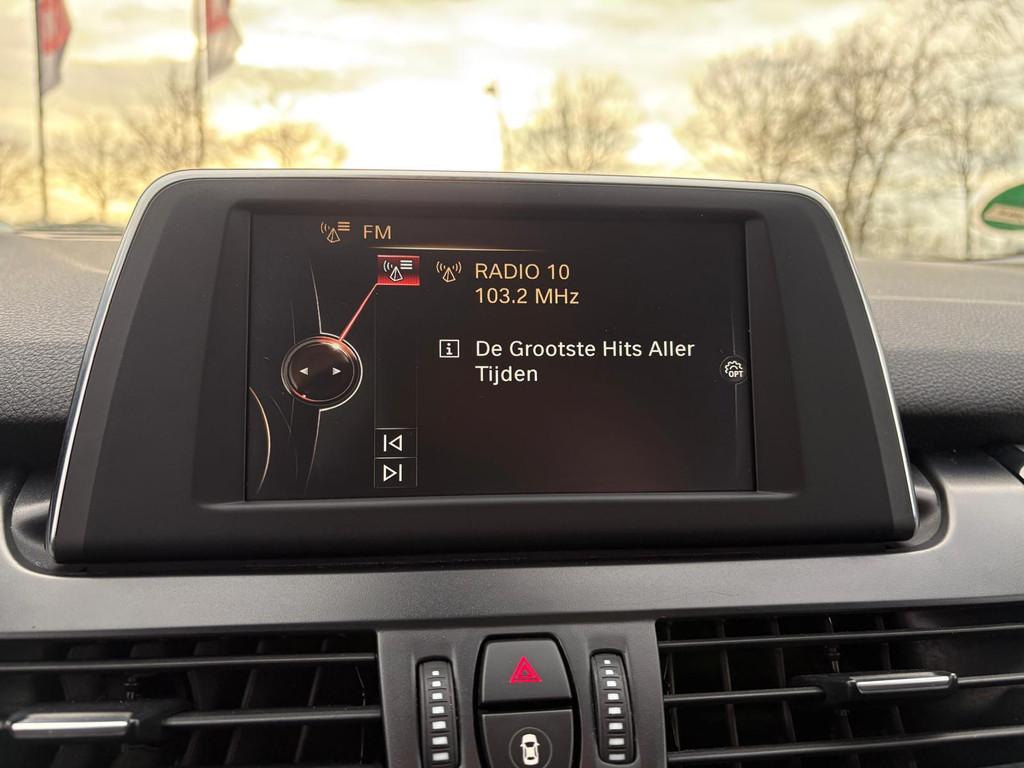 FM
RADIO 10
103.2 MHz
i De Grootste Hits Aller
Tijden
OPT